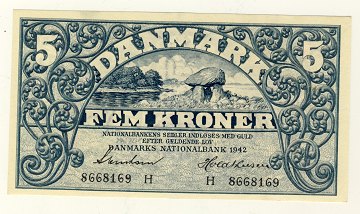 DANMARK
5 5
FEM KRONER
NATIONALBANKENS SEDLER INDLØSES MED GULD
EFTER GÆLDENDE LOV
DANMARKS NATIONALBANK 1942
8668169 H H 8668169